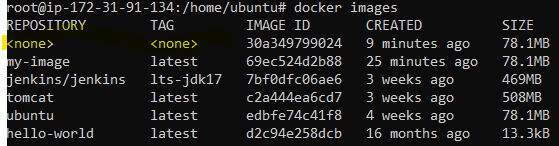 root@ip-172-31-91-134:/home/ubuntu# docker images
REPOSITORY TAG IMAGE ID CREATED SIZE
<none> <none> 30a349799024 9 minutes ago 78.1MB
my-image latest 69ec524d2b88 25 minutes ago 78.1MB
jenkins/jenkins lts-jdk17 7bf0dfc06ae6 3 weeks ago 469MB
tomcat latest c2a444ea6cd7 3 weeks ago 508MB
ubuntu latest edbfe74c41f8 4 weeks ago 78.1MB
hello-world latest d2c94e258dcb 16 months ago 13.3kB